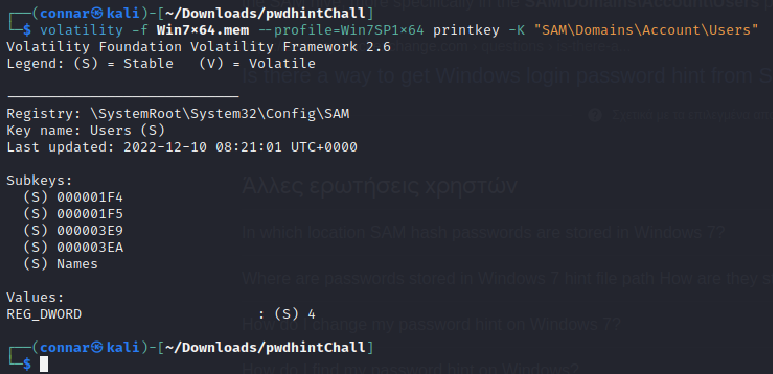 ┌──(connar㉿kali)-[~/Downloads/pwdhintChall]
└─$ volatility -f Win7×64.mem --profile=Win7SP1×64 printkey -K "SAM\Domains\Account\Users"
Volatility Foundation Volatility Framework 2.6
Legend: (S) = Stable   (V) = Volatile
Is there a way to get Windows login password hint from S
----------------------------
Registry: \SystemRoot\System32\Config\SAM
Key name: Users (S)
Last updated: 2022-12-10 08:21:01 UTC+0000
Subkeys:
Άλλες ερωτήσεις χρηστών
  (S) 000001F4
  (S) 000001F5
  (S) 000003E9
In which location SAM hash passwords are stored in Windows 7?
  (S) 000003EA
  (S) Names
Where are passwords stored in Windows 7 hint file path How are they s
Values:
REG_DWORD                     : (S) 4
How do I change my password hint on Windows 7?
┌──(connar㉿kali)-[~/Downloads/pwdhintChall]
└─$
How do I find my password hint on Windows?